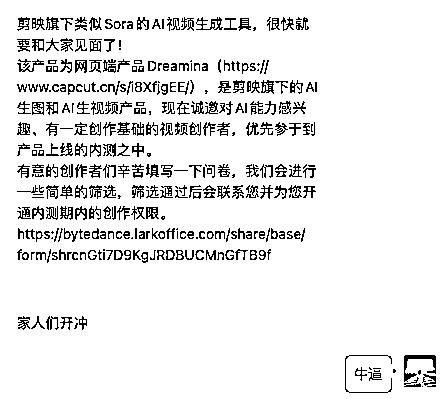 剪映旗下类似Sora的AI视频生成工具，很快就
要和大家见面了！
该产品为网页端产品Dreamina（https://
www.capcut.cn/s/i8XfjgEE/），是剪映旗下的AI
生图和AI生视频产品，现在诚邀对AI能力感兴
趣、有一定创作基础的视频创作者，优先参于到
产品上线的内测之中。
有意的创作者们辛苦填写一下问卷，我们会进行
一些简单的筛选，筛选通过后会联系您并为您开
通内测期内的创作权限。
https://bytedance.larkoffice.com/share/base/
form/shrcnGti7D9KgJRDBUCMnGfTB9f
家人们开冲
牛逼